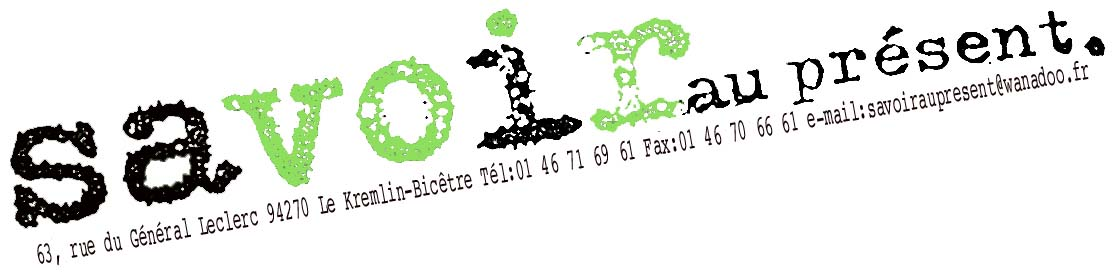 savoir au présent.
63, rue du Général Leclerc 94270 Le Kremlin-Bicêtre Tél:01 46 71 69 61 Fax:01 46 70 66 61 e-mail:savoiraupresent@wanadoo.fr